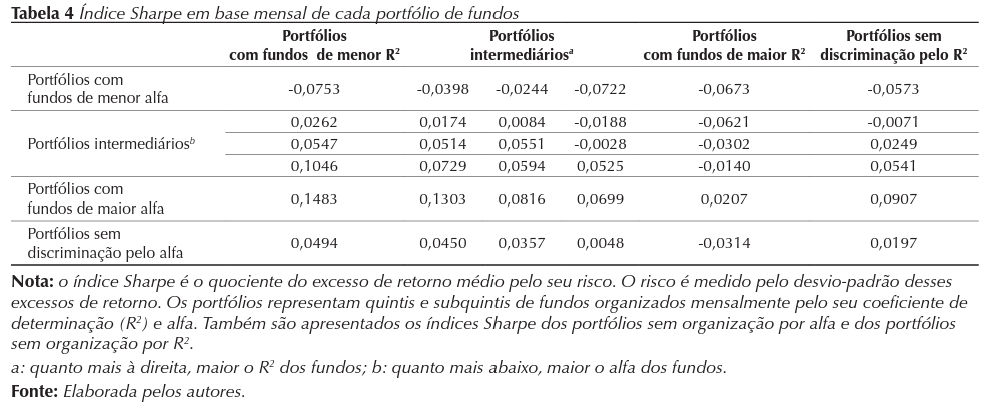 Tabela 4 Índice Sharpe em base mensal de cada portfólio de fundos
Portfólios com fundos de menor R² Portfólios intermediáriosᵃ Portfólios com fundos de maior R² Portfólios sem discriminação pelo R²
Portfólios com fundos de menor alfa -0,0753 -0,0398 -0,0244 -0,0722 -0,0673 -0,0573
Portfólios intermediáriosᵇ
0,0262 0,0174 0,0084 -0,0188 -0,0621 -0,0071
0,0547 0,0514 0,0551 -0,0028 -0,0302 0,0249
0,1046 0,0729 0,0594 0,0525 -0,0140 0,0541
Portfólios com fundos de maior alfa 0,1483 0,1303 0,0816 0,0699 0,0207 0,0907
Portfólios sem discriminação pelo alfa 0,0494 0,0450 0,0357 0,0048 -0,0314 0,0197
Nota: o índice Sharpe é o quociente do excesso de retorno médio pelo seu risco. O risco é medido pelo desvio-padrão desses
excessos de retorno. Os portfólios representam quintis e subquintis de fundos organizados mensalmente pelo seu coeficiente de
determinação (R²) e alfa. Também são apresentados os índices Sharpe dos portfólios sem organização por alfa e dos portfólios
sem organização por R².
a: quanto mais à direita, maior o R² dos fundos; b: quanto mais abaixo, maior o alfa dos fundos.
Fonte: Elaborada pelos autores.